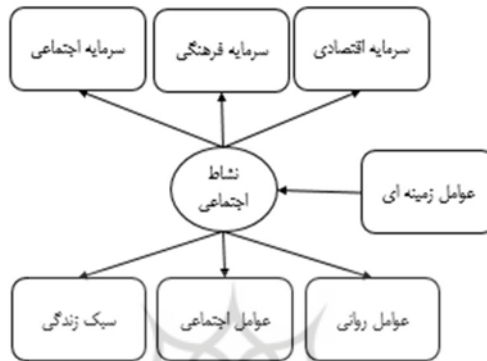 سرمایه اقتصادی
سرمایه فرهنگی
سرمایه اجتماعی
نشاط
اجتماعی
عوامل زمینه ای
عوامل روانی
عوامل اجتماعی
سبک زندگی